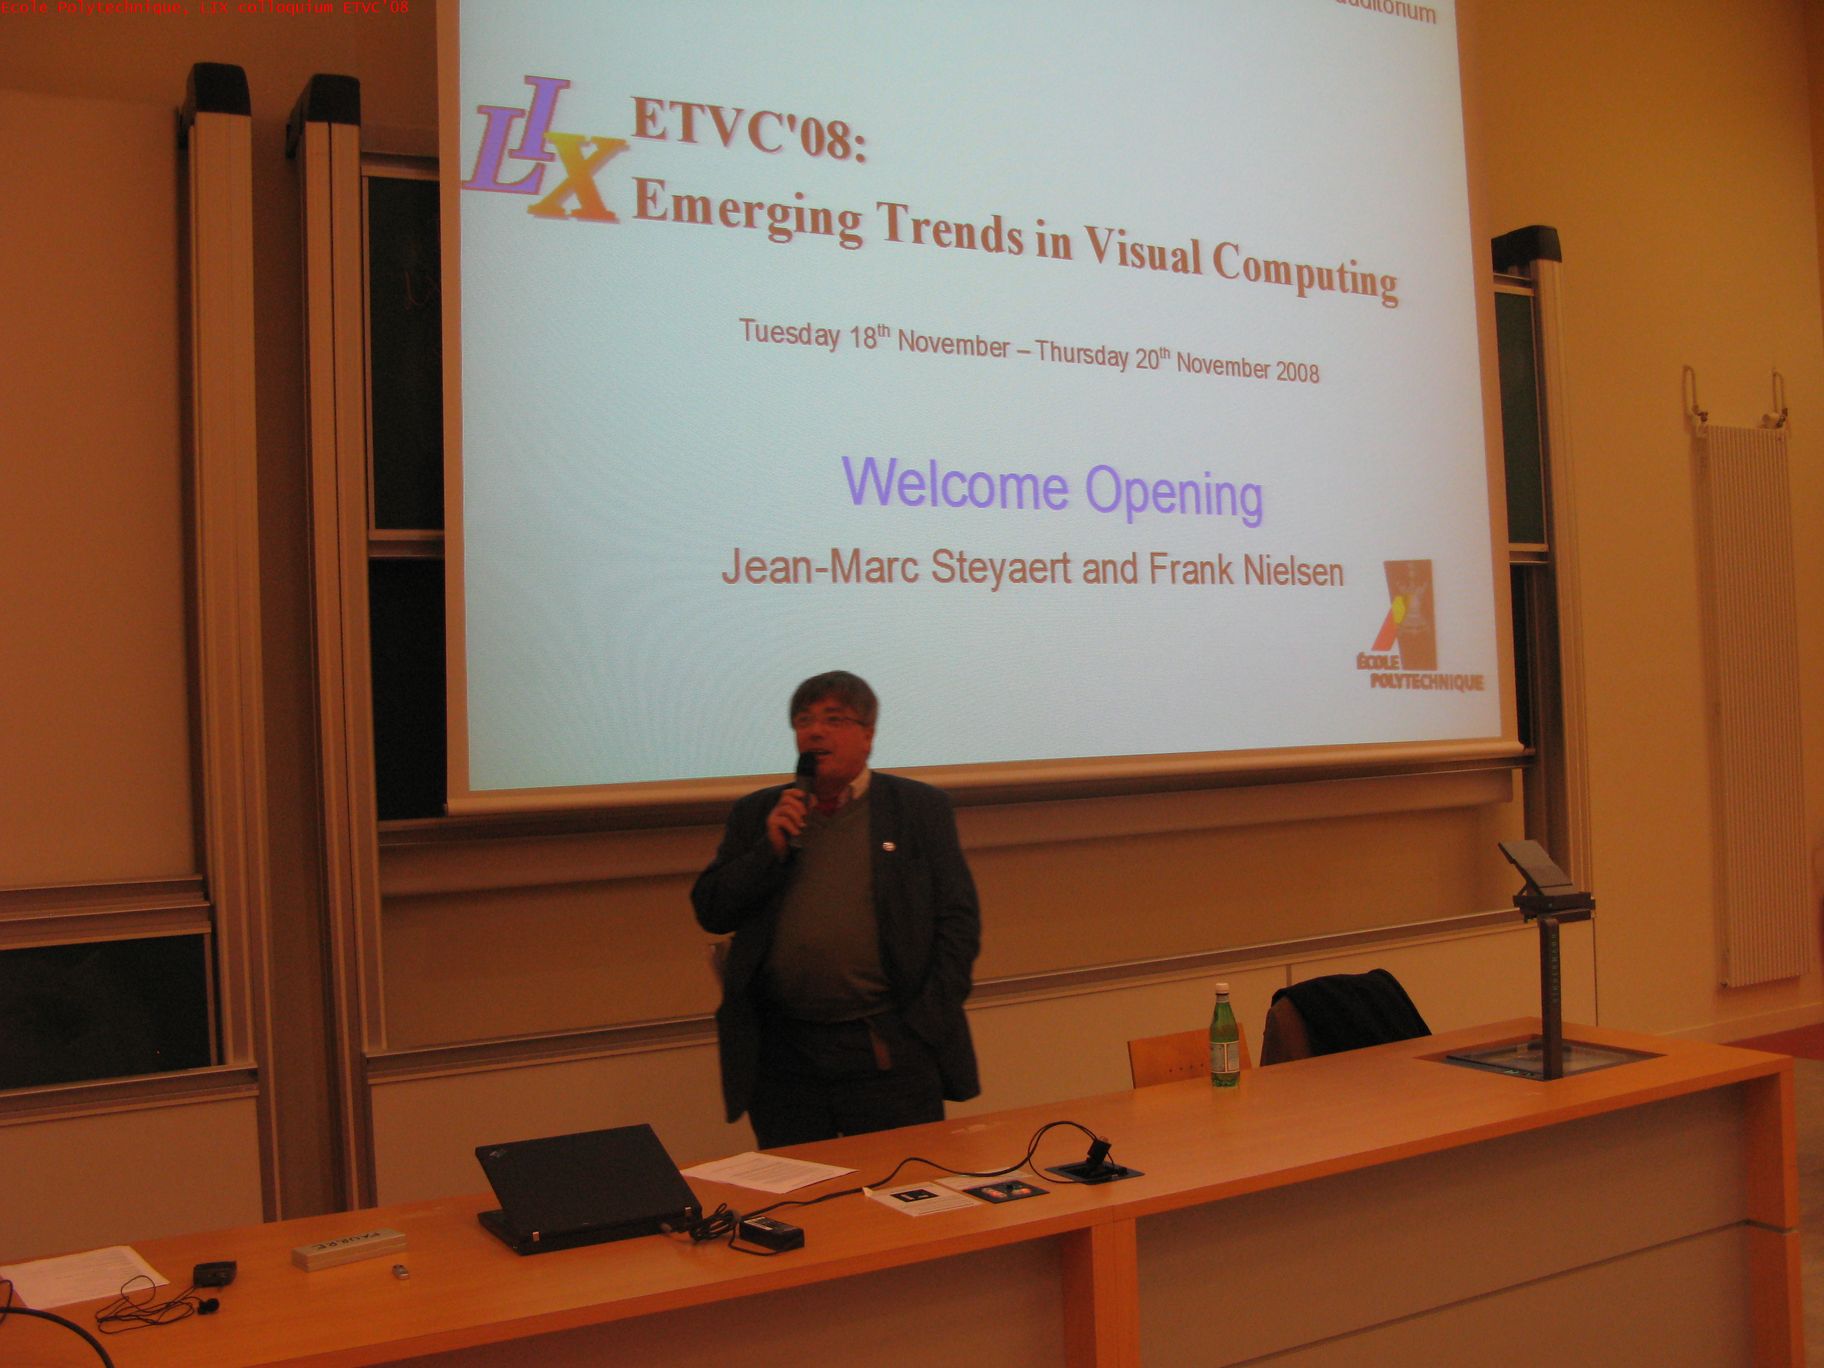 Ecole Polytechnique, LIX colloquium ETVC'08
auditorium
LIX
ETVC'08:
Emerging Trends in Visual Computing
Tuesday 18th November – Thursday 20th November 2008
Welcome Opening
Jean-Marc Steyaert and Frank Nielsen
ÉCOLE
POLYTECHNIQUE